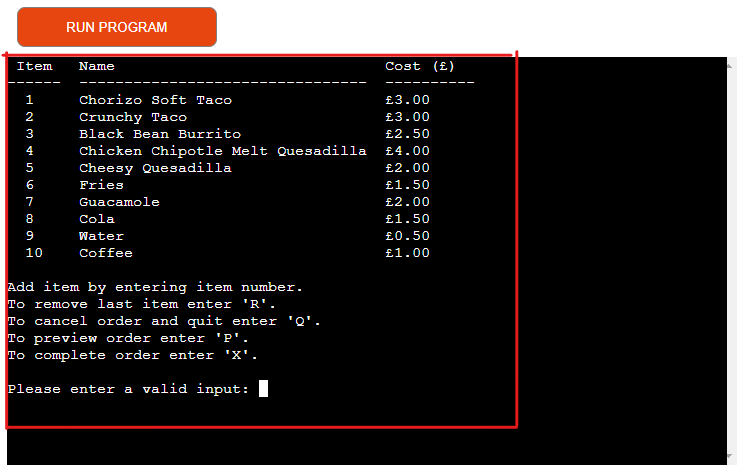 RUN PROGRAM
Item Name Cost (£)
------ -------------------------------- ----------
1 Chorizo Soft Taco £3.00
2 Crunchy Taco £3.00
3 Black Bean Burrito £2.50
4 Chicken Chipotle Melt Quesadilla £4.00
5 Cheesy Quesadilla £2.00
6 Fries £1.50
7 Guacamole £2.00
8 Cola £1.50
9 Water £0.50
10 Coffee £1.00
Add item by entering item number.
To remove last item enter 'R'.
To cancel order and quit enter 'Q'.
To preview order enter 'P'.
To complete order enter 'X'.
Please enter a valid input: